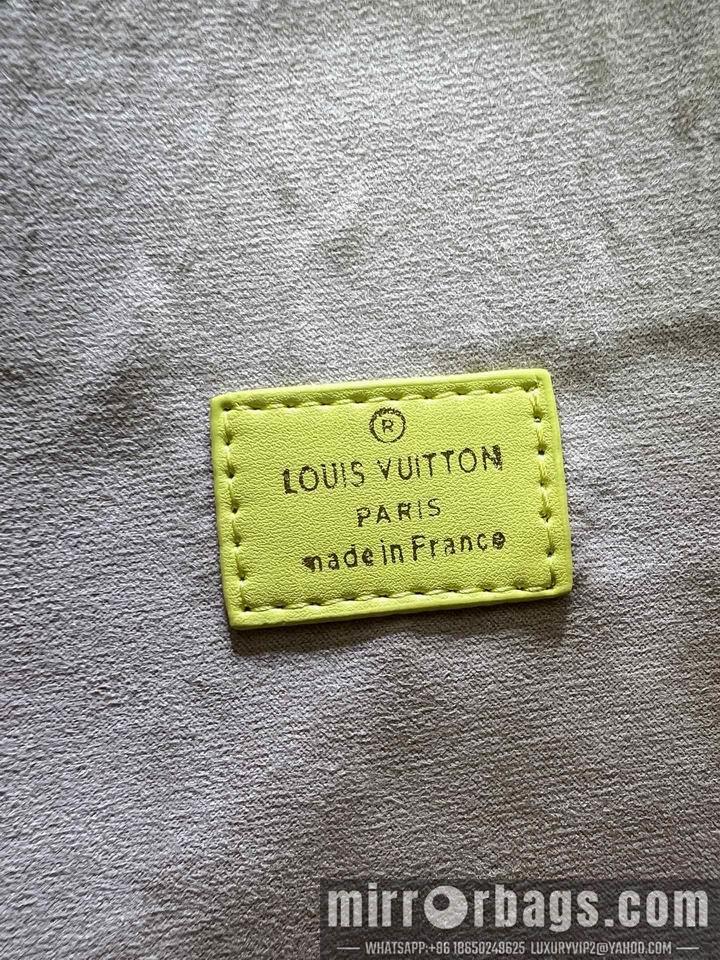 ®
LOUIS VUITTON
PARIS
made in France
mirrorbags.com
WHATSAPP:+86 18650249625 LUXURYVIP2@YAHOO.COM